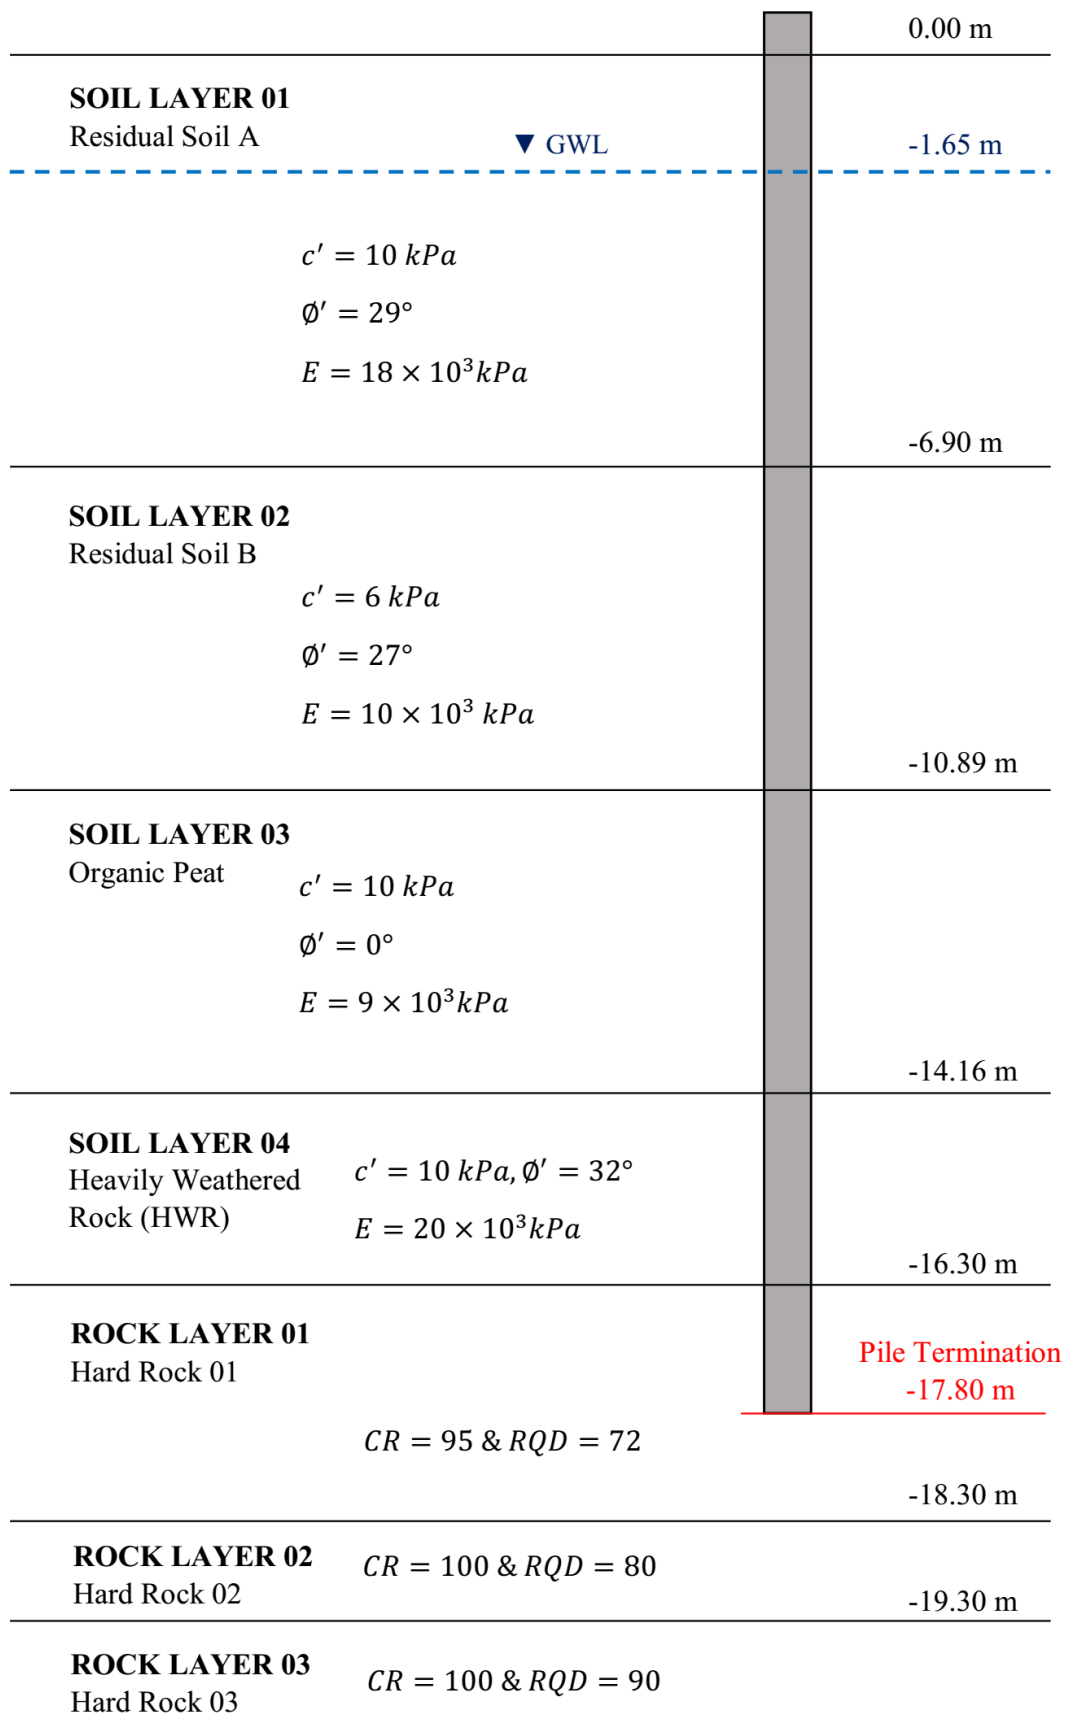 0.00 m
SOIL LAYER 01
Residual Soil A
▼ GWL
-1.65 m
c′ = 10 kPa
∅′ = 29°
E = 18 × 10³kPa
-6.90 m
SOIL LAYER 02
Residual Soil B
c′ = 6 kPa
∅′ = 27°
E = 10 × 10³ kPa
-10.89 m
SOIL LAYER 03
Organic Peat
c′ = 10 kPa
∅′ = 0°
E = 9 × 10³kPa
-14.16 m
SOIL LAYER 04
Heavily Weathered
Rock (HWR)
c′ = 10 kPa, ∅′ = 32°
E = 20 × 10³kPa
-16.30 m
ROCK LAYER 01
Hard Rock 01
Pile Termination
-17.80 m
CR = 95 & RQD = 72
-18.30 m
ROCK LAYER 02
Hard Rock 02
CR = 100 & RQD = 80
-19.30 m
ROCK LAYER 03
Hard Rock 03
CR = 100 & RQD = 90